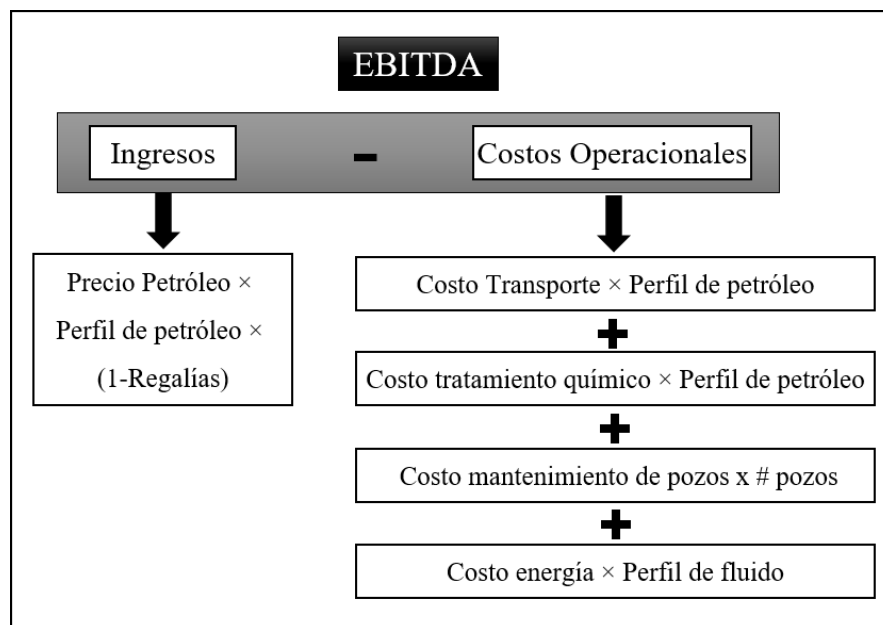 EBITDA
Ingresos
-
Costos Operacionales
Precio Petróleo ×
Perfil de petróleo ×
(1-Regalías)
Costo Transporte × Perfil de petróleo
+
Costo tratamiento químico × Perfil de petróleo
+
Costo mantenimiento de pozos x # pozos
+
Costo energía × Perfil de fluido